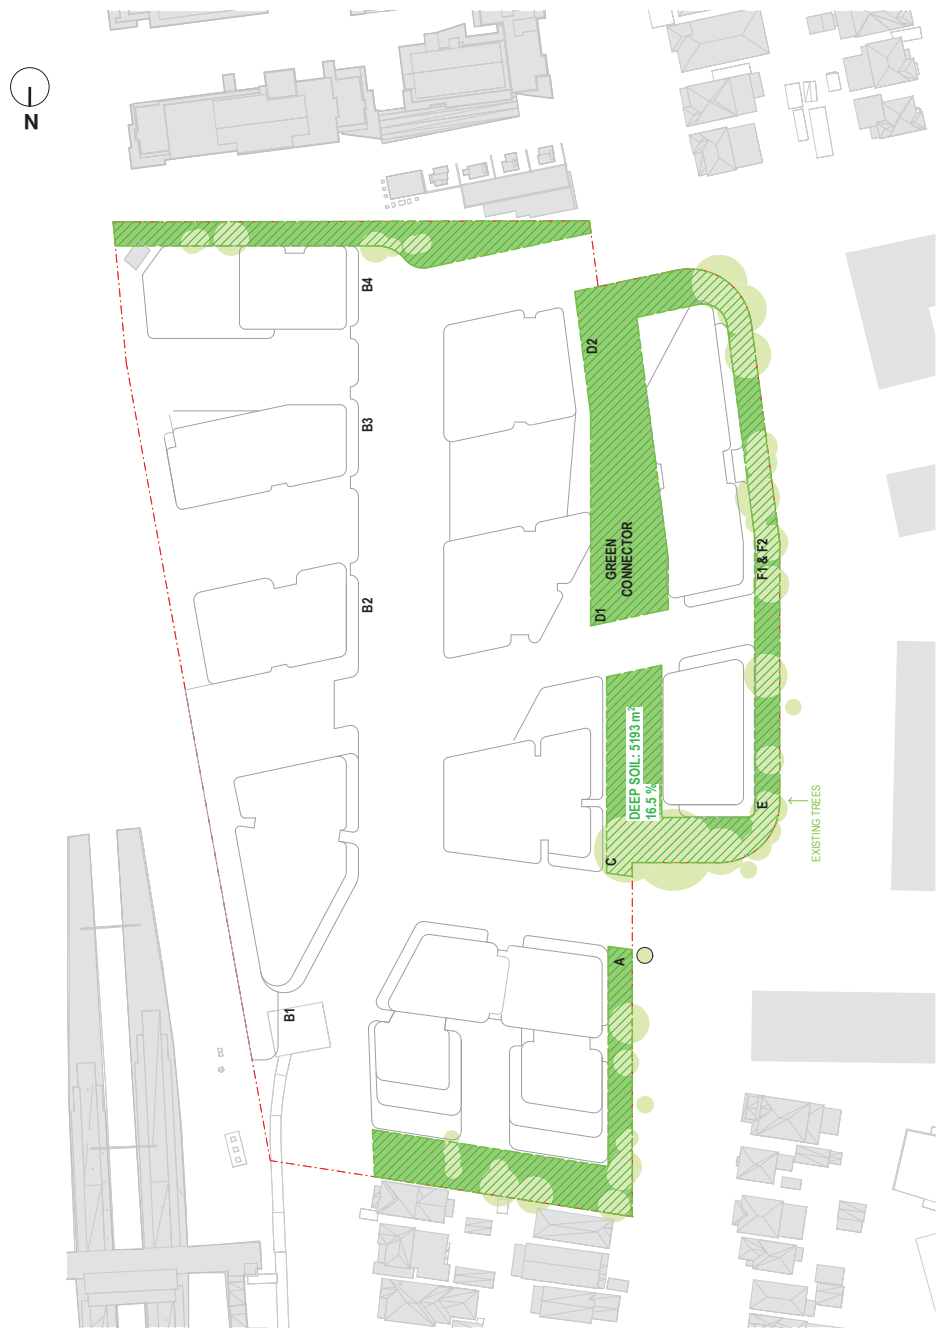 N
B4
D2
B3
GREEN
CONNECTOR
F1 & F2
B2
D1
DEEP SOIL: 5193 m²
16.5 %
E
EXISTING TREES
C
A
B1